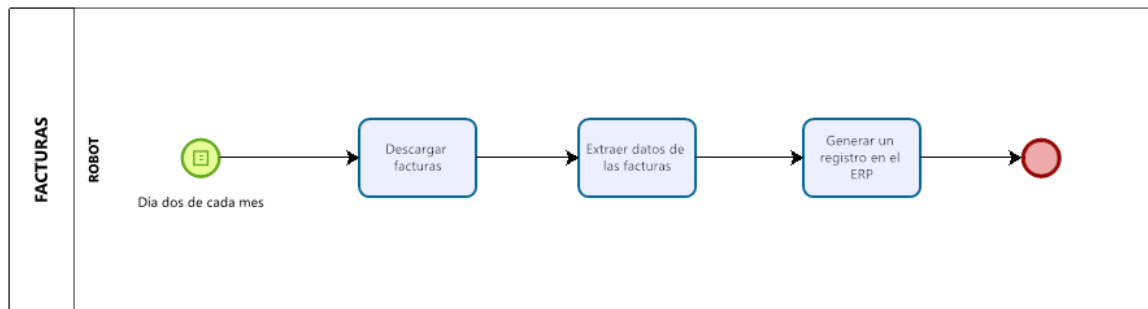 FACTURAS
ROBOT
Día dos de cada mes
Descargar
facturas
Extraer datos de
las facturas
Generar un
registro en el
ERP